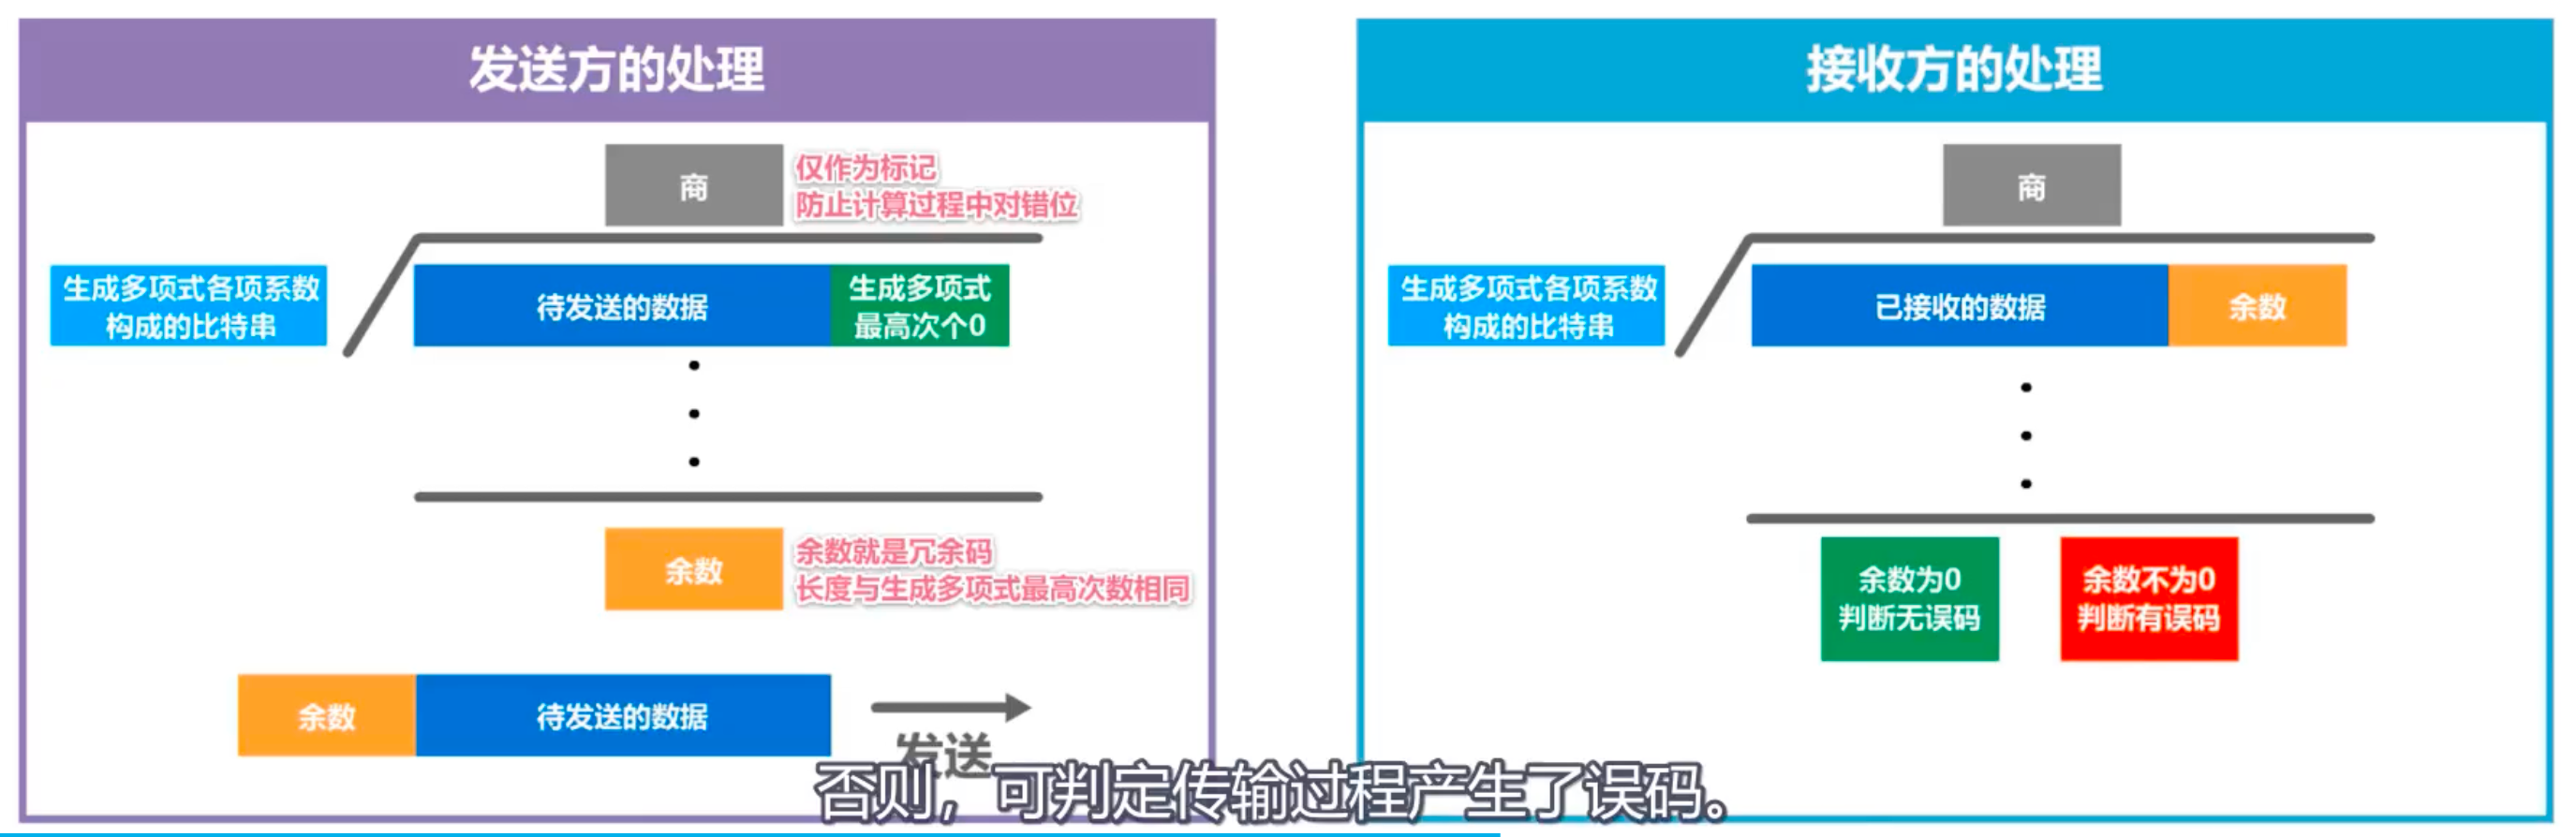 发送方的处理
商
仅作为标记
防止计算过程中对错位
生成多项式各项系数
构成的比特串
待发送的数据
生成多项式
最高次个0
余数
余数就是冗余码
长度与生成多项式最高次数相同
余数
待发送的数据
发送
接收方的处理
商
生成多项式各项系数
构成的比特串
已接收的数据
余数
余数为0
判断无误码
余数不为0
判断有误码
否则，可判定传输过程产生了误码。